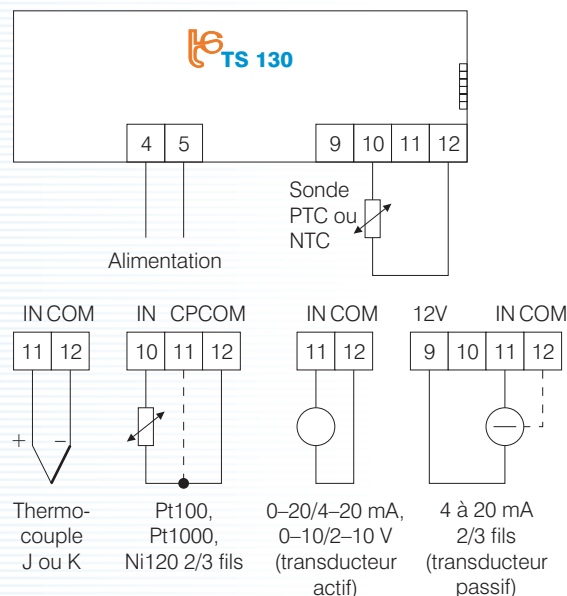 TS 130
4 5 9 10 11 12
Sonde
PTC ou
NTC
Alimentation
IN COM IN CPCOM IN COM 12V IN COM
11 12 10 11 12 11 12 9 10 11 12
+ –
Thermo-
couple
J ou K
Pt100,
Pt1000,
Ni120 2/3 fils
0–20/4–20 mA,
0–10/2–10 V
(transducteur
actif)
4 à 20 mA
2/3 fils
(transducteur
passif)